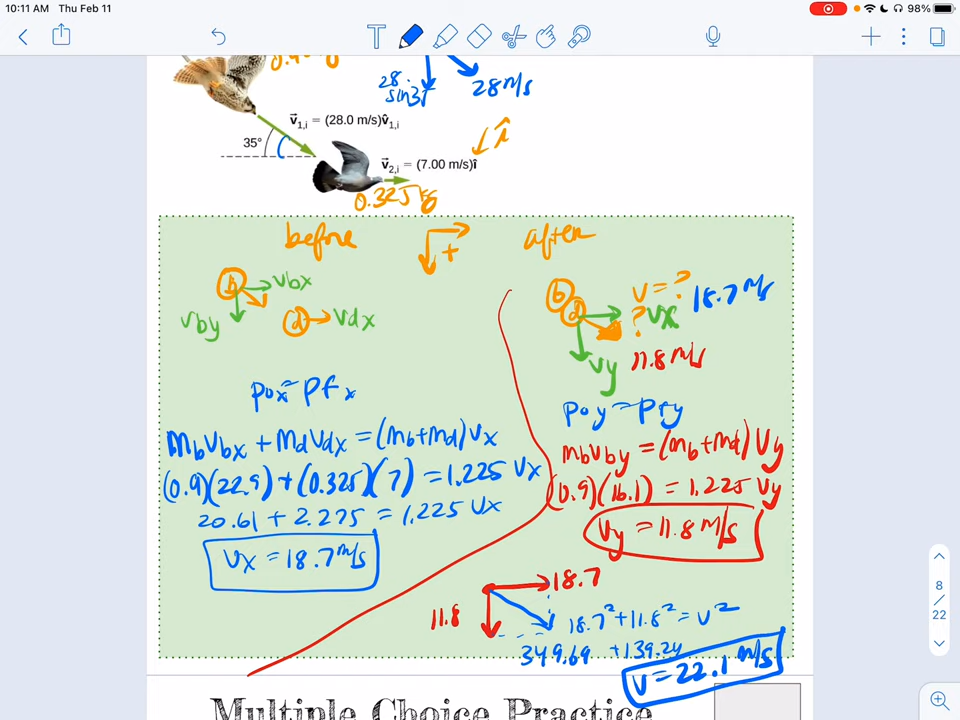 10:11 AM Thu Feb 11
98%
28.
sin35
28 m/s
v⃗1,i = (28.0 m/s)v̂1,i
î
35°
v⃗2,i = (7.00 m/s)î
0.325 kg
before
+
after
b
vbx
vby
d
vdx
b
d
v = ?
18.7 m/s
? vx
vy
11.8 m/s
pox = pfx
mbvbx + mdvdx = (mb+md)vx
(0.9)(22.9) + (0.325)(7) = 1.225 vx
20.61 + 2.275 = 1.225 vx
vx = 18.7 m/s
poy = pfy
mbvby = (mb+md)vy
(0.9)(16.1) = 1.225 vy
vy = 11.8 m/s
18.7
11.8
18.7² + 11.8² = v²
349.69 + 139.24
v = 22.1 m/s
Multiple Choice Practice
8
/
22